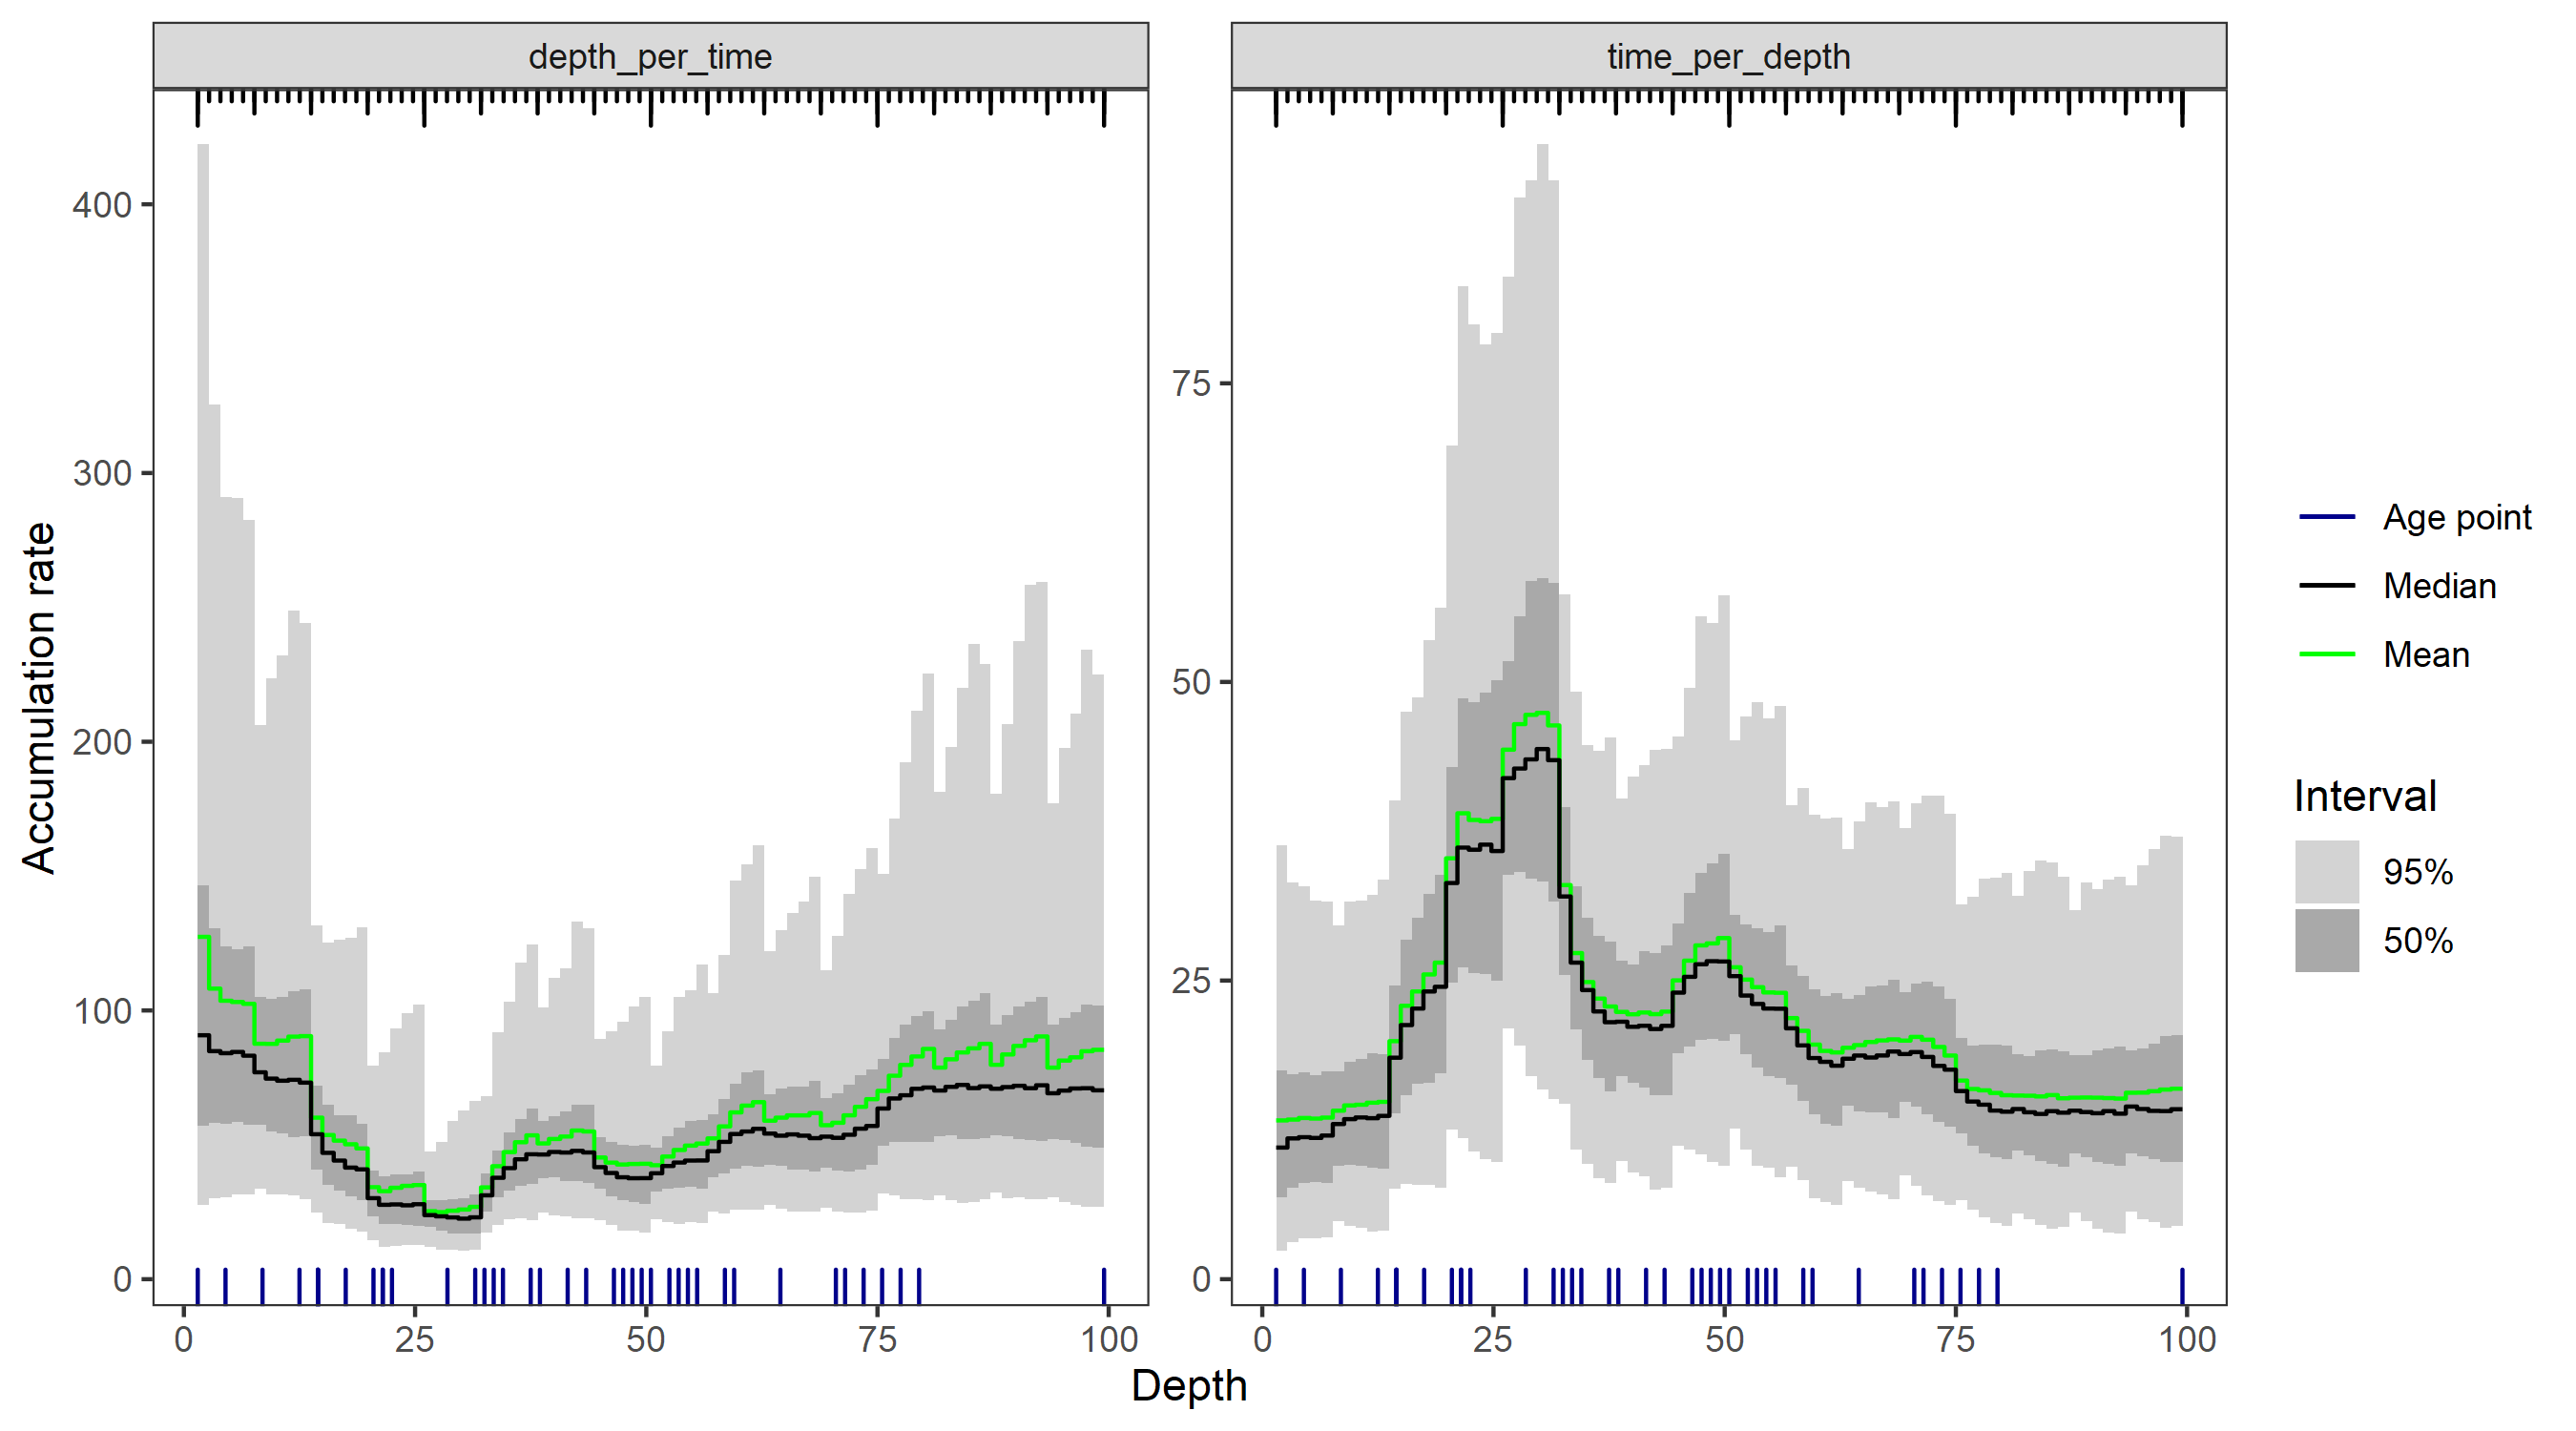 depth_per_time
time_per_depth
Accumulation rate
400
300
200
100
0
75
50
25
0
0 25 50 75 100
0 25 50 75 100
Depth
Age point
Median
Mean
Interval
95%
50%